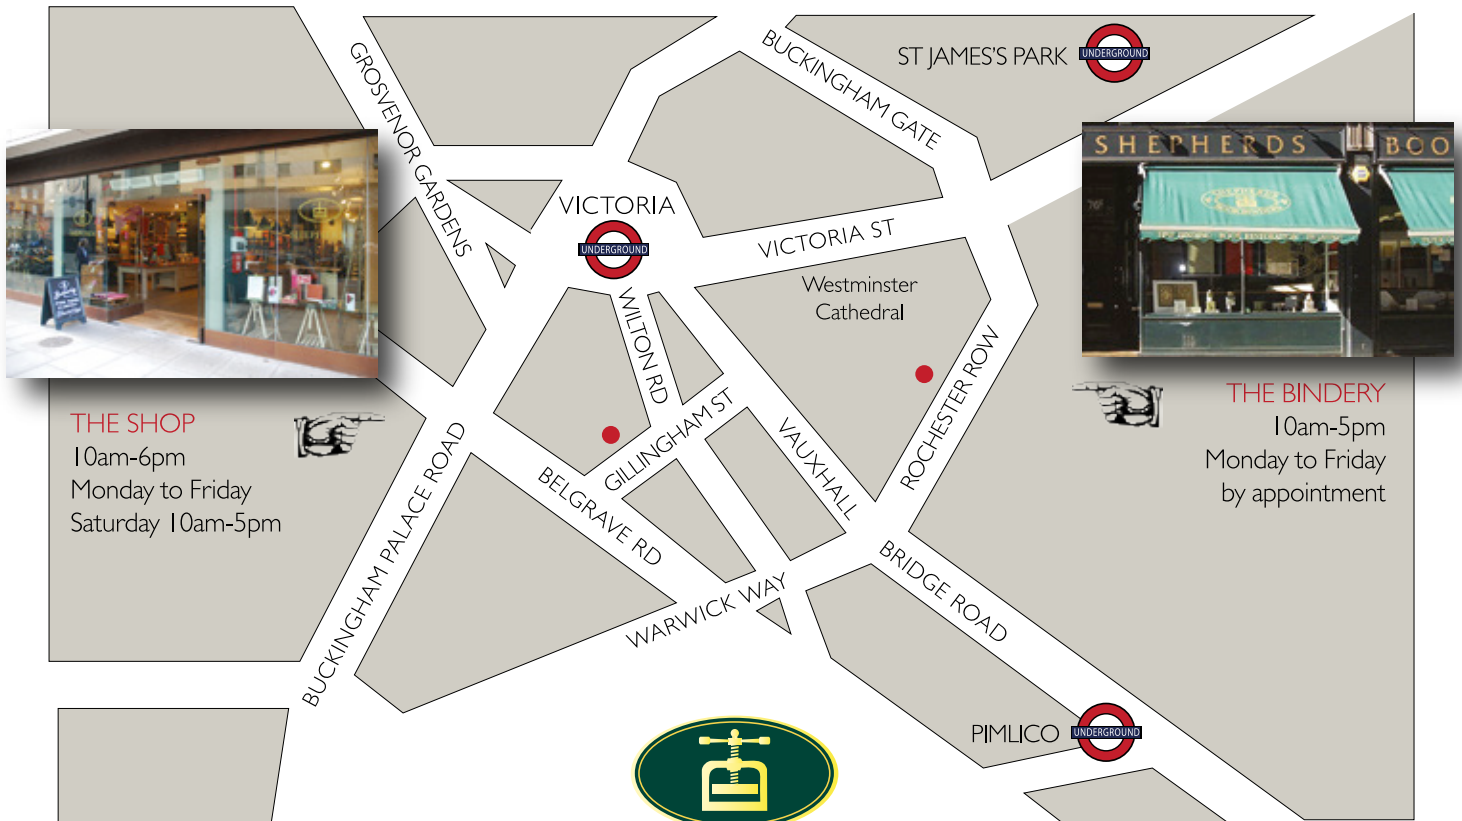 GROSVENOR GARDENS
BUCKINGHAM GATE
ST JAMES'S PARK
UNDERGROUND
SHEPHERDS
BOO
VICTORIA
UNDERGROUND
VICTORIA ST
Westminster
Cathedral
WILTON RD
GILLINGHAM ST
ROCHESTER ROW
VAUXHALL
BRIDGE ROAD
THE SHOP
10am-6pm
Monday to Friday
Saturday 10am-5pm
THE BINDERY
10am-5pm
Monday to Friday
by appointment
BUCKINGHAM PALACE ROAD
BELGRAVE RD
WARWICK WAY
PIMLICO
UNDERGROUND